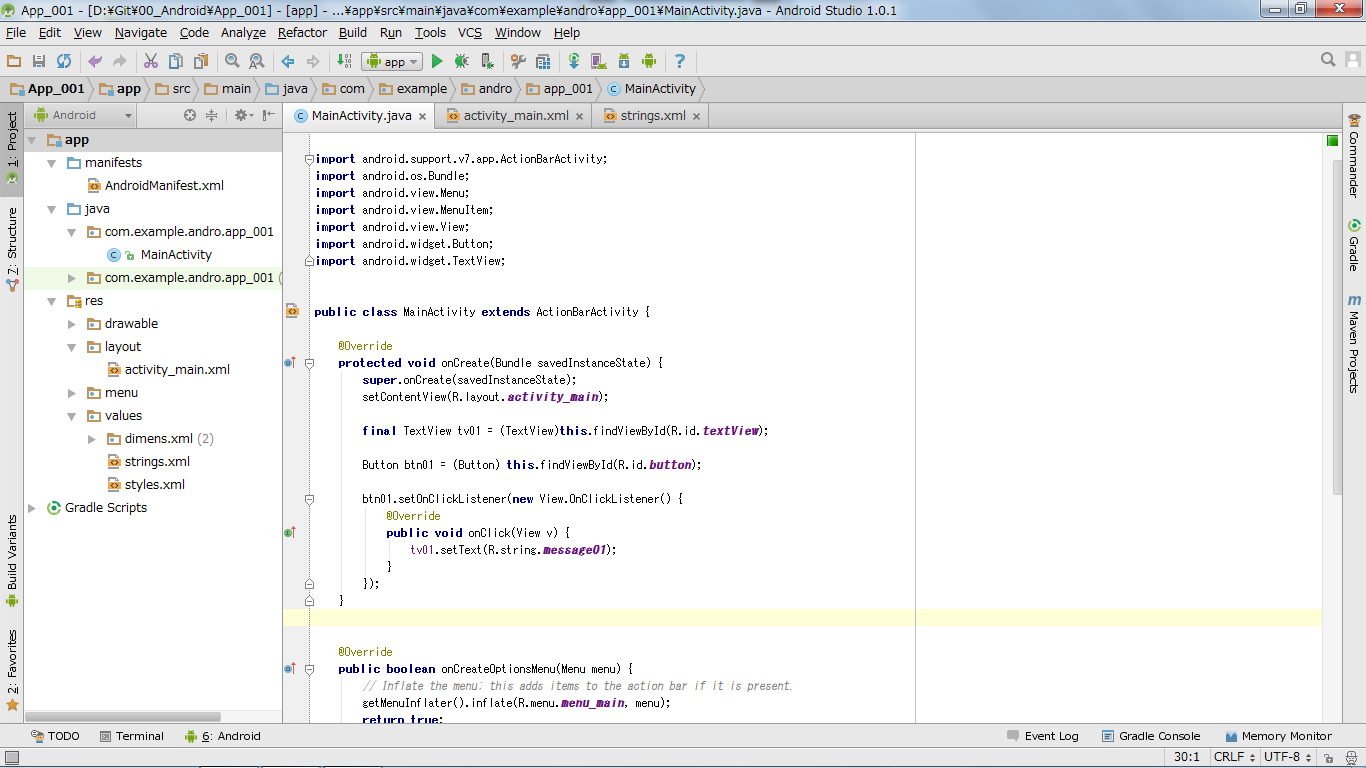 App_001 - [D:¥Git¥00_Android¥App_001] - [app] - ...¥app¥src¥main¥java¥com¥example¥andro¥app_001¥MainActivity.java - Android Studio 1.0.1
File Edit View Navigate Code Analyze Refactor Build Run Tools VCS Window Help
app
App_001 app src main java com example andro app_001 MainActivity
Android
MainActivity.java activity_main.xml strings.xml
1: Project
7: Structure
Build Variants
2: Favorites
app
manifests
AndroidManifest.xml
java
com.example.andro.app_001
MainActivity
com.example.andro.app_001 (
res
drawable
layout
activity_main.xml
menu
values
dimens.xml (2)
strings.xml
styles.xml
Gradle Scripts
import android.support.v7.app.ActionBarActivity;
import android.os.Bundle;
import android.view.Menu;
import android.view.MenuItem;
import android.view.View;
import android.widget.Button;
import android.widget.TextView;
public class MainActivity extends ActionBarActivity {
@Override
protected void onCreate(Bundle savedInstanceState) {
super.onCreate(savedInstanceState);
setContentView(R.layout.activity_main);
final TextView tv01 = (TextView)this.findViewById(R.id.textView);
Button btn01 = (Button) this.findViewById(R.id.button);
btn01.setOnClickListener(new View.OnClickListener() {
@Override
public void onClick(View v) {
tv01.setText(R.string.message01);
}
});
}
@Override
public boolean onCreateOptionsMenu(Menu menu) {
// Inflate the menu; this adds items to the action bar if it is present.
getMenuInflater().inflate(R.menu.menu_main, menu);
return true;
Commander
Gradle
Maven Projects
TODO Terminal 6: Android Event Log Gradle Console Memory Monitor
30:1 CRLF UTF-8